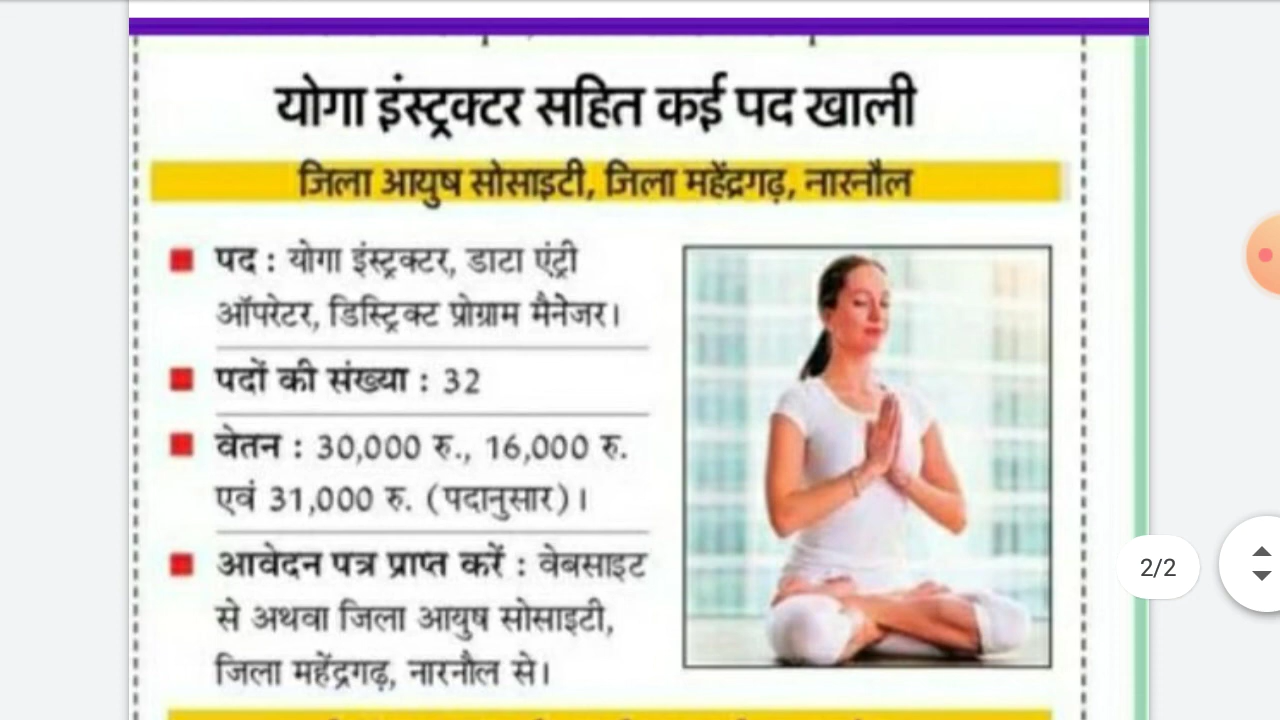 योगा इंस्ट्रक्टर सहित कई पद खाली
जिला आयुष सोसाइटी, जिला महेंद्रगढ़, नारनौल
पद : योगा इंस्ट्रक्टर, डाटा एंट्री
ऑपरेटर, डिस्ट्रिक्ट प्रोग्राम मैनेजर।
पदों की संख्या : 32
वेतन : 30,000 रु., 16,000 रु.
एवं 31,000 रु. (पदानुसार)।
आवेदन पत्र प्राप्त करें : वेबसाइट
से अथवा जिला आयुष सोसाइटी,
जिला महेंद्रगढ़, नारनौल से।
2/2